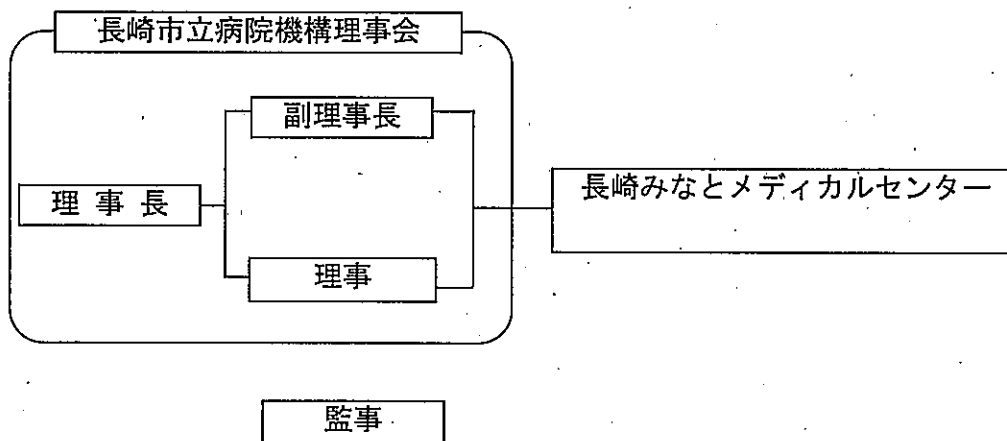 長崎市立病院機構理事会
副理事長
理 事 長
長崎みなとメディカルセンター
理事
監事